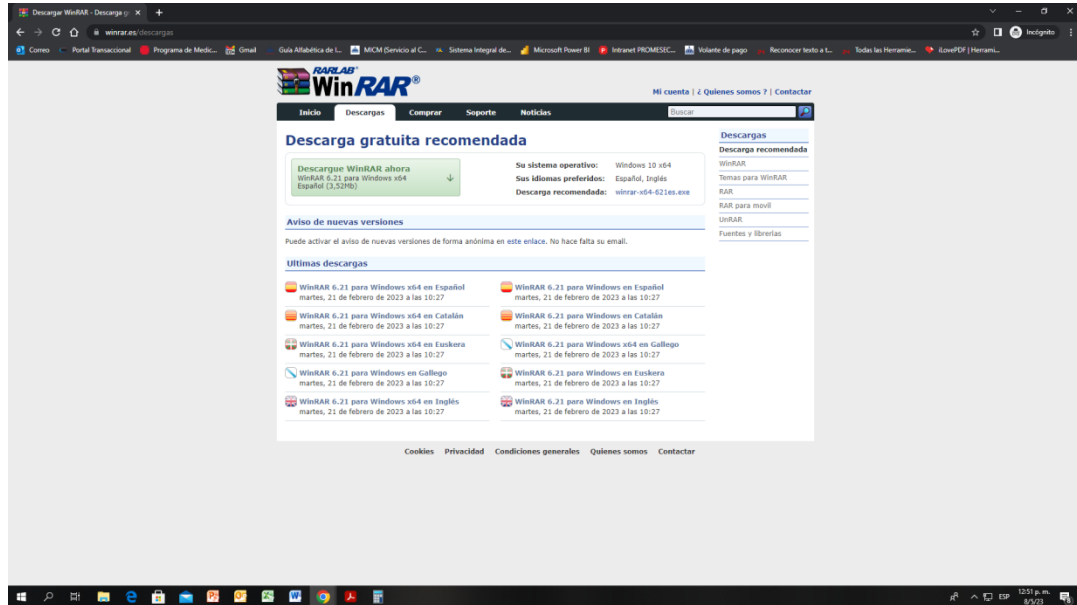 Descargar WinRAR - Descarga gr
winrar.es/descargas
Incógnito
Correo Portal Transaccional Programa de Medic... Gmail Guía Alfabética de l... MICM (Servicio al C... Sistema Integral de... Microsoft Power BI Intranet PROMESEC... Volante de pago Reconocer texto a t... Todas las Herramie... iLovePDF | Herrami...
RARLAB
WinRAR®
Mi cuenta | ¿ Quienes somos ? | Contactar
Inicio Descargas Comprar Soporte Noticias Buscar
Descarga gratuita recomendada
Descargue WinRAR ahora
WinRAR 6.21 para Windows x64
Español (3,52Mb)
Su sistema operativo: Windows 10 x64
Sus idiomas preferidos: Español, Inglés
Descarga recomendada: winrar-x64-621es.exe
Descargas
Descarga recomendada
WinRAR
Temas para WinRAR
RAR
RAR para movil
UnRAR
Fuentes y librerías
Aviso de nuevas versiones
Puede activar el aviso de nuevas versiones de forma anónima en este enlace. No hace falta su email.
Ultimas descargas
WinRAR 6.21 para Windows x64 en Español
martes, 21 de febrero de 2023 a las 10:27
WinRAR 6.21 para Windows en Español
martes, 21 de febrero de 2023 a las 10:27
WinRAR 6.21 para Windows x64 en Catalán
martes, 21 de febrero de 2023 a las 10:27
WinRAR 6.21 para Windows en Catalán
martes, 21 de febrero de 2023 a las 10:27
WinRAR 6.21 para Windows x64 en Euskera
martes, 21 de febrero de 2023 a las 10:27
WinRAR 6.21 para Windows x64 en Gallego
martes, 21 de febrero de 2023 a las 10:27
WinRAR 6.21 para Windows en Gallego
martes, 21 de febrero de 2023 a las 10:27
WinRAR 6.21 para Windows en Euskera
martes, 21 de febrero de 2023 a las 10:27
WinRAR 6.21 para Windows x64 en Inglés
martes, 21 de febrero de 2023 a las 10:27
WinRAR 6.21 para Windows en Inglés
martes, 21 de febrero de 2023 a las 10:27
Cookies Privacidad Condiciones generales Quienes somos Contactar
ESP
12:51 p. m.
8/5/23